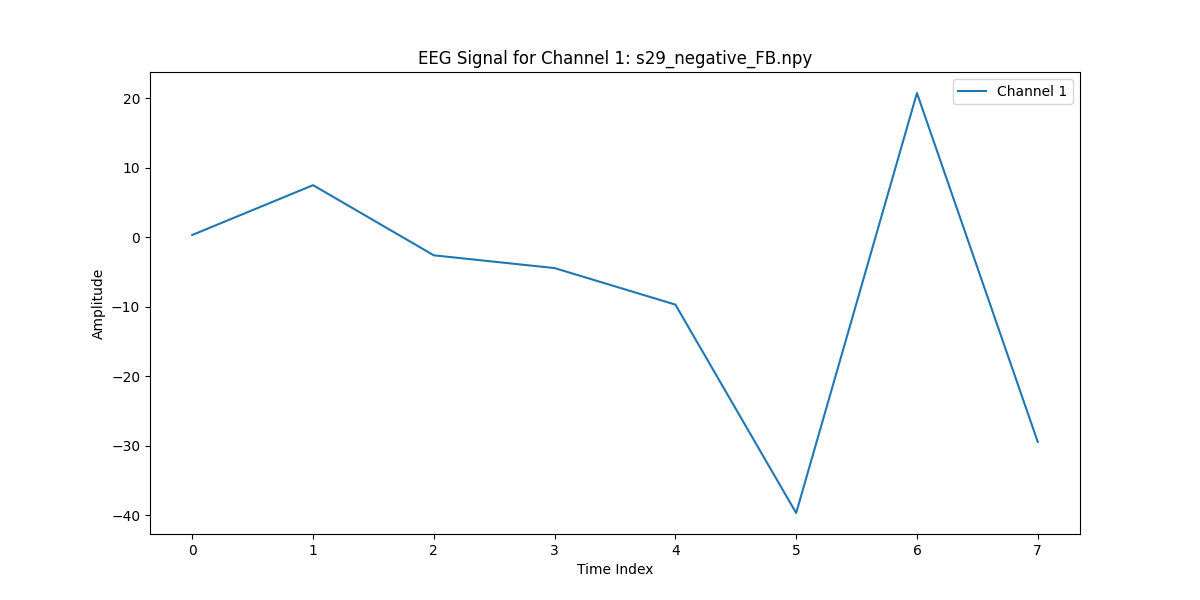 EEG Signal for Channel 1: s29_negative_FB.npy
Channel 1
20
10
0
−10
−20
−30
−40
Amplitude
0 1 2 3 4 5 6 7
Time Index